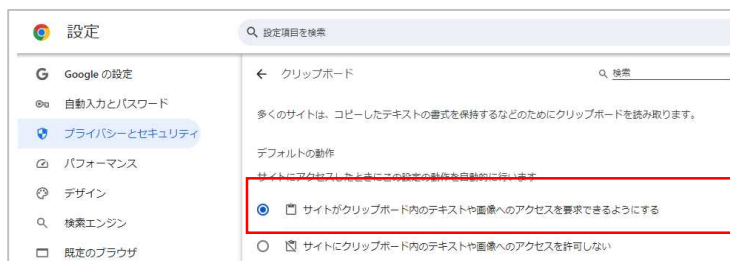 設定
設定項目を検索
Google の設定
自動入力とパスワード
プライバシーとセキュリティ
パフォーマンス
デザイン
検索エンジン
既定のブラウザ
クリップボード
検索
多くのサイトは、コピーしたテキストの書式を保持するなどのためにクリップボードを読み取ります。
デフォルトの動作
サイトにアクセスしたときにこの設定の動作を自動的に行います
サイトがクリップボード内のテキストや画像へのアクセスを要求できるようにする
サイトにクリップボード内のテキストや画像へのアクセスを許可しない